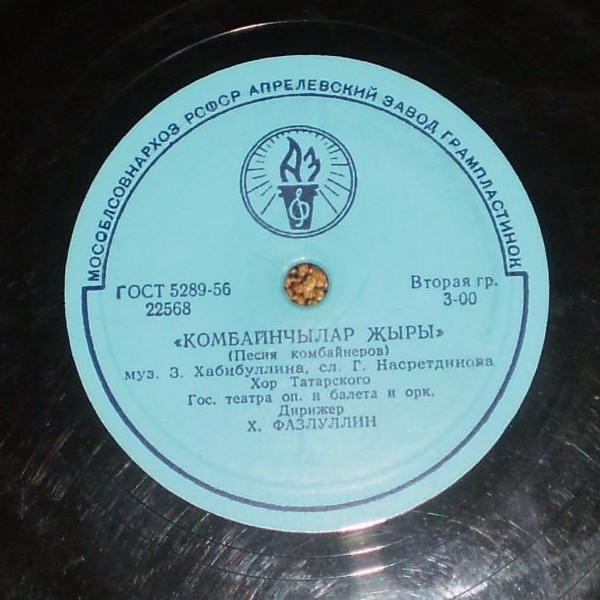 МОСОБЛСОВНАРХОЗ РСФСР АПРЕЛЕВСКИЙ ЗАВОД ГРАМПЛАСТИНОК
АЗ
ГОСТ 5289-56
22568
Вторая гр.
3-00
«КОМБАЙНЧЫЛАР ЖЫРЫ»
(Песня комбайнеров)
муз. З. Хабибуллина, сл. Г. Насретдинова
Хор Татарского
Гос. театра оп. и балета и орк.
Дирижер
Х. ФАЗЛУЛЛИН